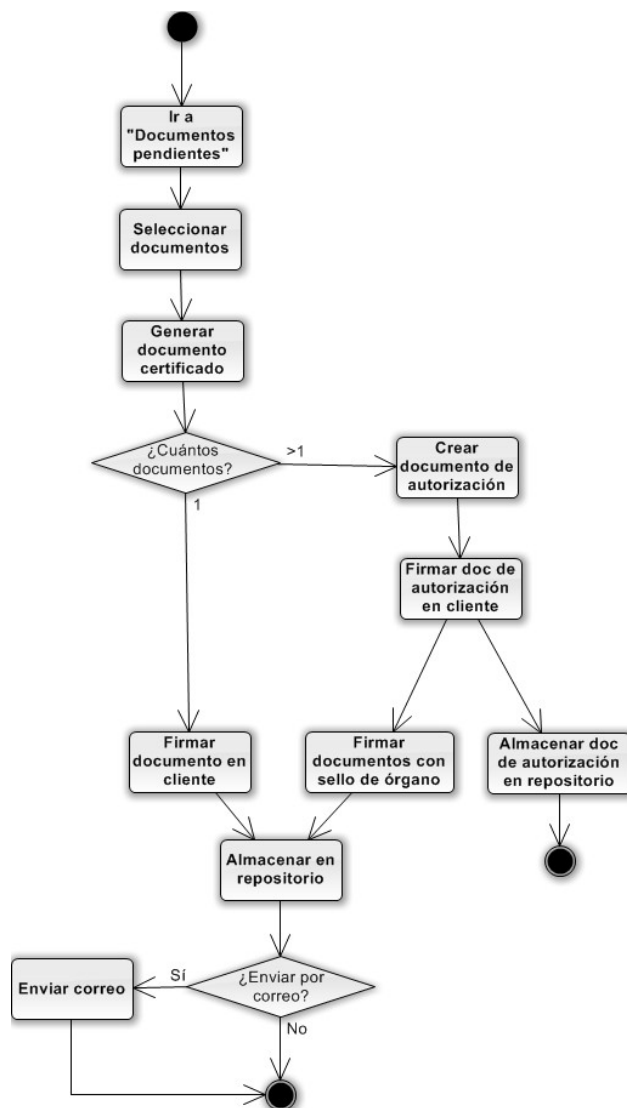 Ir a
"Documentos
pendientes"
Seleccionar
documentos
Generar
documento
certificado
¿Cuántos
documentos?
>1
1
Crear
documento de
autorización
Firmar doc de
autorización
en cliente
Firmar
documento en
cliente
Firmar
documentos con
sello de órgano
Almacenar doc
de autorización
en repositorio
Almacenar en
repositorio
¿Enviar por
correo?
Sí
No
Enviar correo